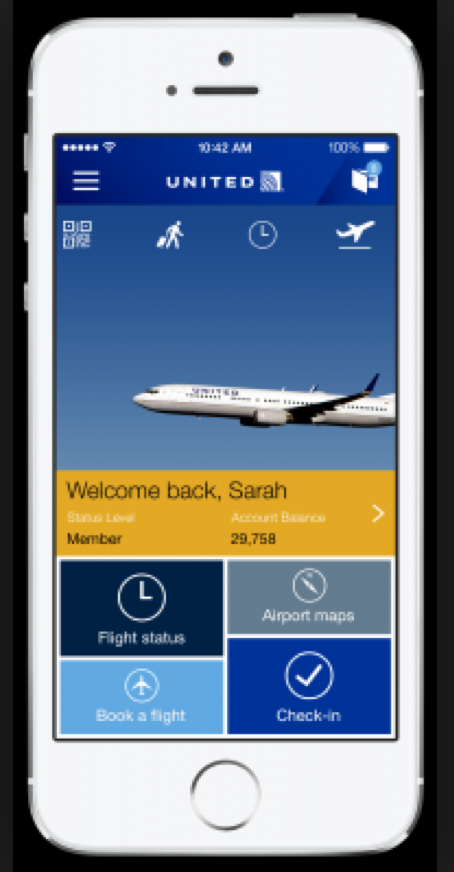 10:42 AM 100%
UNITED
UNITED
Welcome back, Sarah
Status Level Account Balance
Member 29,758
Flight status
Airport maps
Book a flight
Check-in